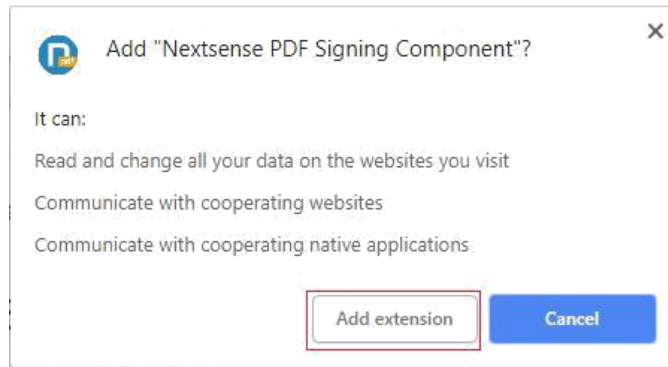 Add "Nextsense PDF Signing Component"?
It can:
Read and change all your data on the websites you visit
Communicate with cooperating websites
Communicate with cooperating native applications
Add extension
Cancel